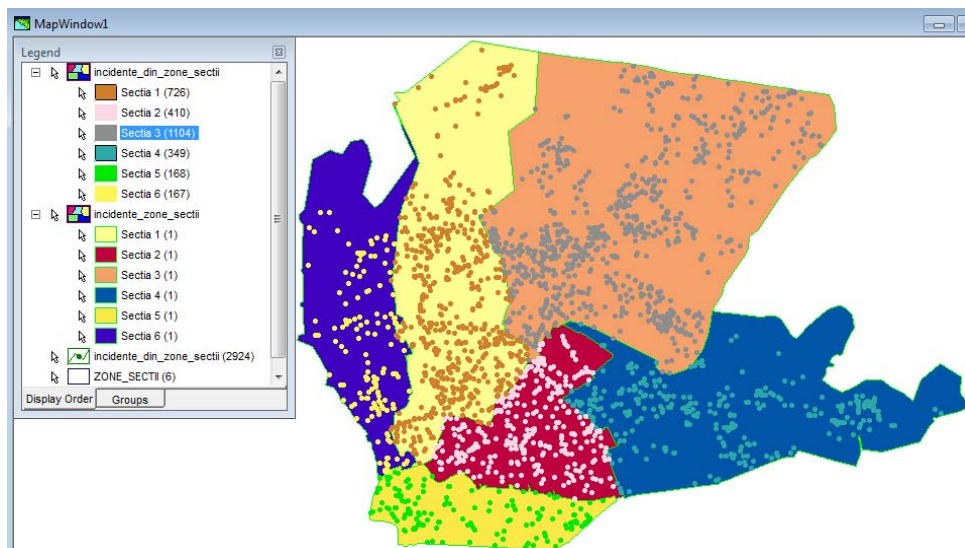 MapWindow1
Legend
incidente_din_zone_sectii
Sectia 1 (726)
Sectia 2 (410)
Sectia 3 (1104)
Sectia 4 (349)
Sectia 5 (168)
Sectia 6 (167)
incidente_zone_sectii
Sectia 1 (1)
Sectia 2 (1)
Sectia 3 (1)
Sectia 4 (1)
Sectia 5 (1)
Sectia 6 (1)
incidente_din_zone_sectii (2924)
ZONE_SECTII (6)
Display Order Groups